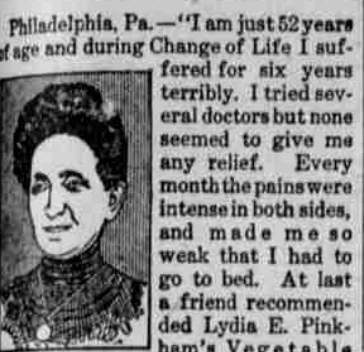 Philadelphia, Pa.—"I am just 52 years
of age and during Change of Life I suf-
fered for six years
terribly. I tried sev-
eral doctors but none
seemed to give me
any relief. Every
month the pains were
intense in both sides,
and made me so
weak that I had to
go to bed. At last
a friend recommen-
ded Lydia E. Pink-
ham's Vegetable